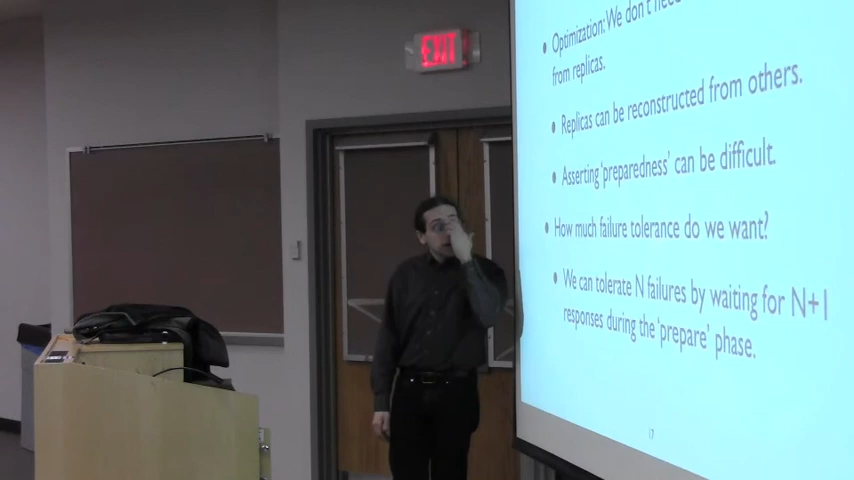 EXIT
• Optimization: We don't need
from replicas.
• Replicas can be reconstructed from others.
• Asserting 'preparedness' can be difficult.
• How much failure tolerance do we want?
• We can tolerate N failures by waiting for N+1
responses during the 'prepare' phase.
17